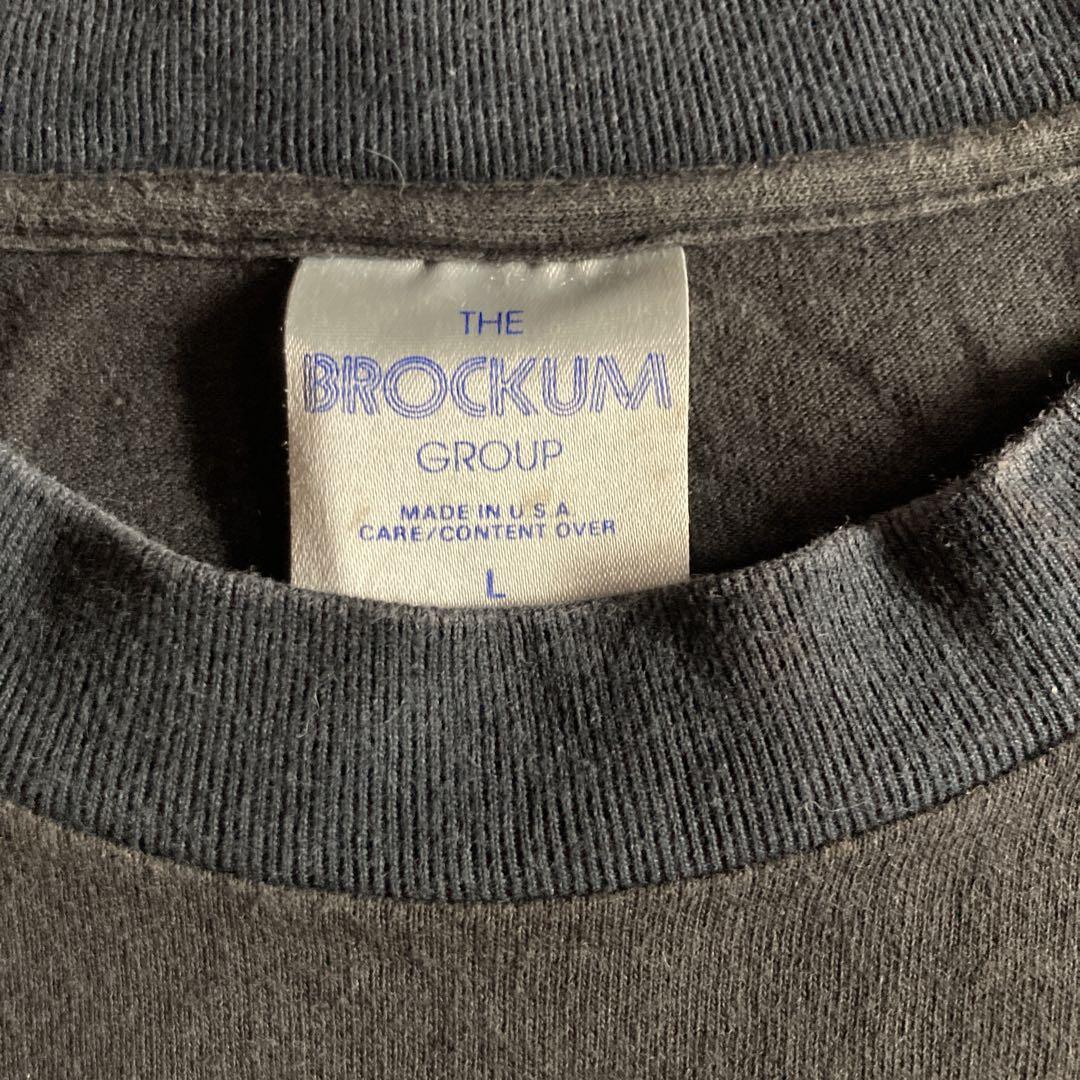 THE
BROCKUM
GROUP
MADE IN U.S.A.
CARE/CONTENT OVER
L